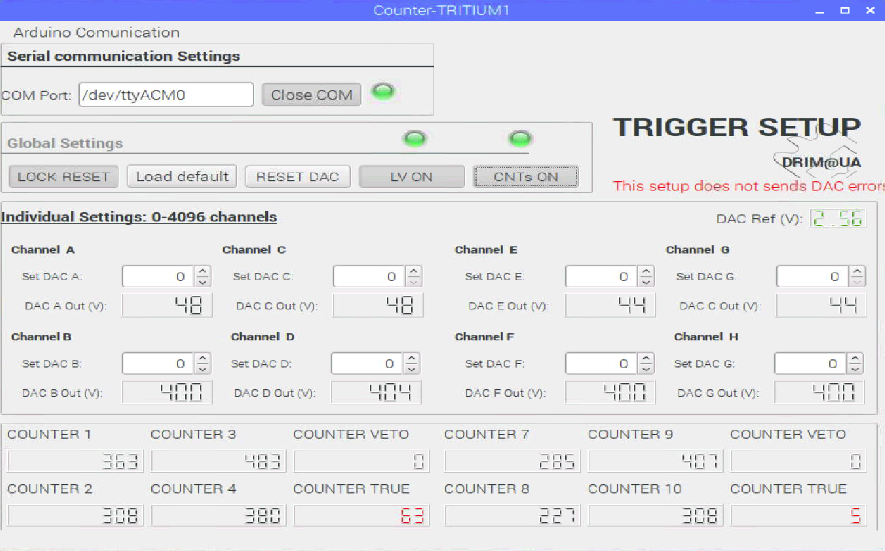 Counter-TRITIUM1
Arduino Comunication
Serial communication Settings
COM Port: /dev/ttyACM0 Close COM
TRIGGER SETUP
DRIM@UA
Global Settings
LOCK RESET Load default RESET DAC LV ON CNTs ON
This setup does not sends DAC errors
Individual Settings: 0-4096 channels DAC Ref (V): 2.56
Channel A Channel C Channel E Channel G
Set DAC A: 0 Set DAC C: 0 Set DAC E: 0 Set DAC G: 0
DAC A Out (V): 48 DAC C Out (V): 48 DAC E Out (V): 44 DAC C Out (V): 44
Channel B Channel D Channel F Channel H
Set DAC B: 0 Set DAC D: 0 Set DAC F: 0 Set DAC G: 0
DAC B Out (V): 400 DAC D Out (V): 404 DAC F Out (V): 400 DAC G Out (V): 400
COUNTER 1 COUNTER 3 COUNTER VETO COUNTER 7 COUNTER 9 COUNTER VETO
363 483 0 285 407 0
COUNTER 2 COUNTER 4 COUNTER TRUE COUNTER 8 COUNTER 10 COUNTER TRUE
308 380 63 227 308 5